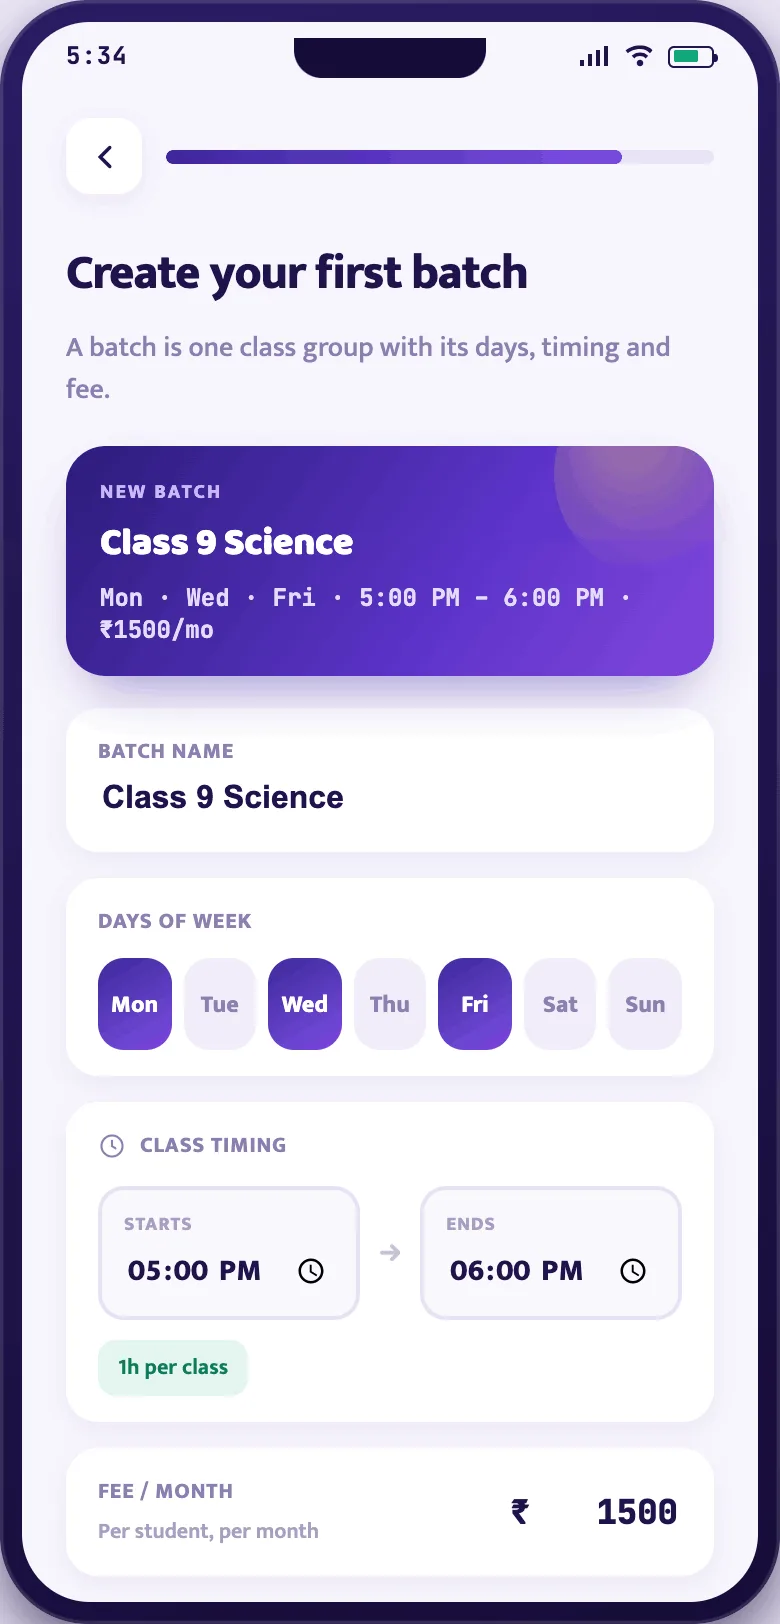 5:34
Create your first batch
A batch is one class group with its days, timing and
fee.
NEW BATCH
Class 9 Science
Mon · Wed · Fri · 5:00 PM – 6:00 PM ·
₹1500/mo
BATCH NAME
Class 9 Science
DAYS OF WEEK
Mon Tue Wed Thu Fri Sat Sun
CLASS TIMING
STARTS ENDS
05:00 PM → 06:00 PM
1h per class
FEE / MONTH
Per student, per month
₹ 1500